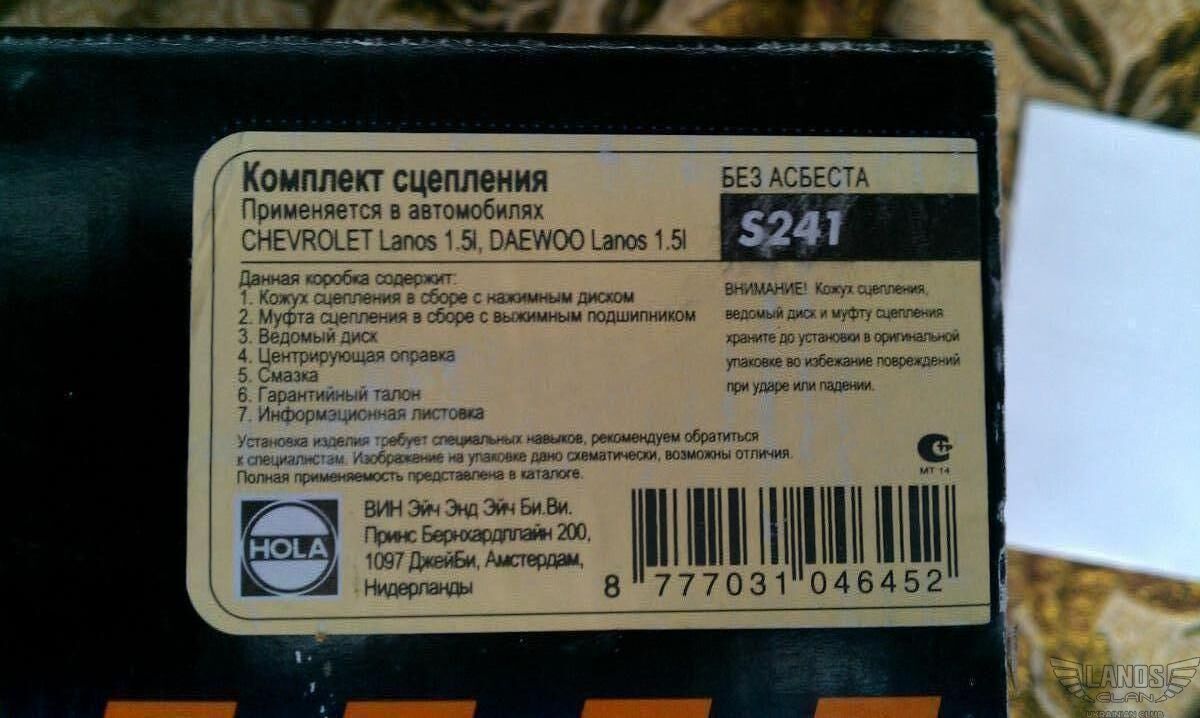 Комплект сцепления
Применяется в автомобилях
CHEVROLET Lanos 1.5l, DAEWOO Lanos 1.5l
БЕЗ АСБЕСТА
S241
Данная коробка содержит:
1. Кожух сцепления в сборе с нажимным диском
2. Муфта сцепления в сборе с выжимным подшипником
3. Ведомый диск
4. Центрирующая оправка
5. Смазка
6. Гарантийный талон
7. Информационная листовка
ВНИМАНИЕ! Кожух сцепления,
ведомый диск и муфту сцепления
храните до установки в оригинальной
упаковке во избежание повреждений
при ударе или падении.
Установка изделия требует специальных навыков, рекомендуем обратиться
к специалистам. Изображение на упаковке дано схематически, возможны отличия.
Полная применяемость представлена в каталоге.
МТ 14
HOLA
ВИН Эйч Энд Эйч Би.Ви.
Принс Бернхардплайн 200,
1097 ДжейБи, Амстердам,
Нидерланды
8 777031 046452
LANOS
CLAN
UKRAINIAN CLUB